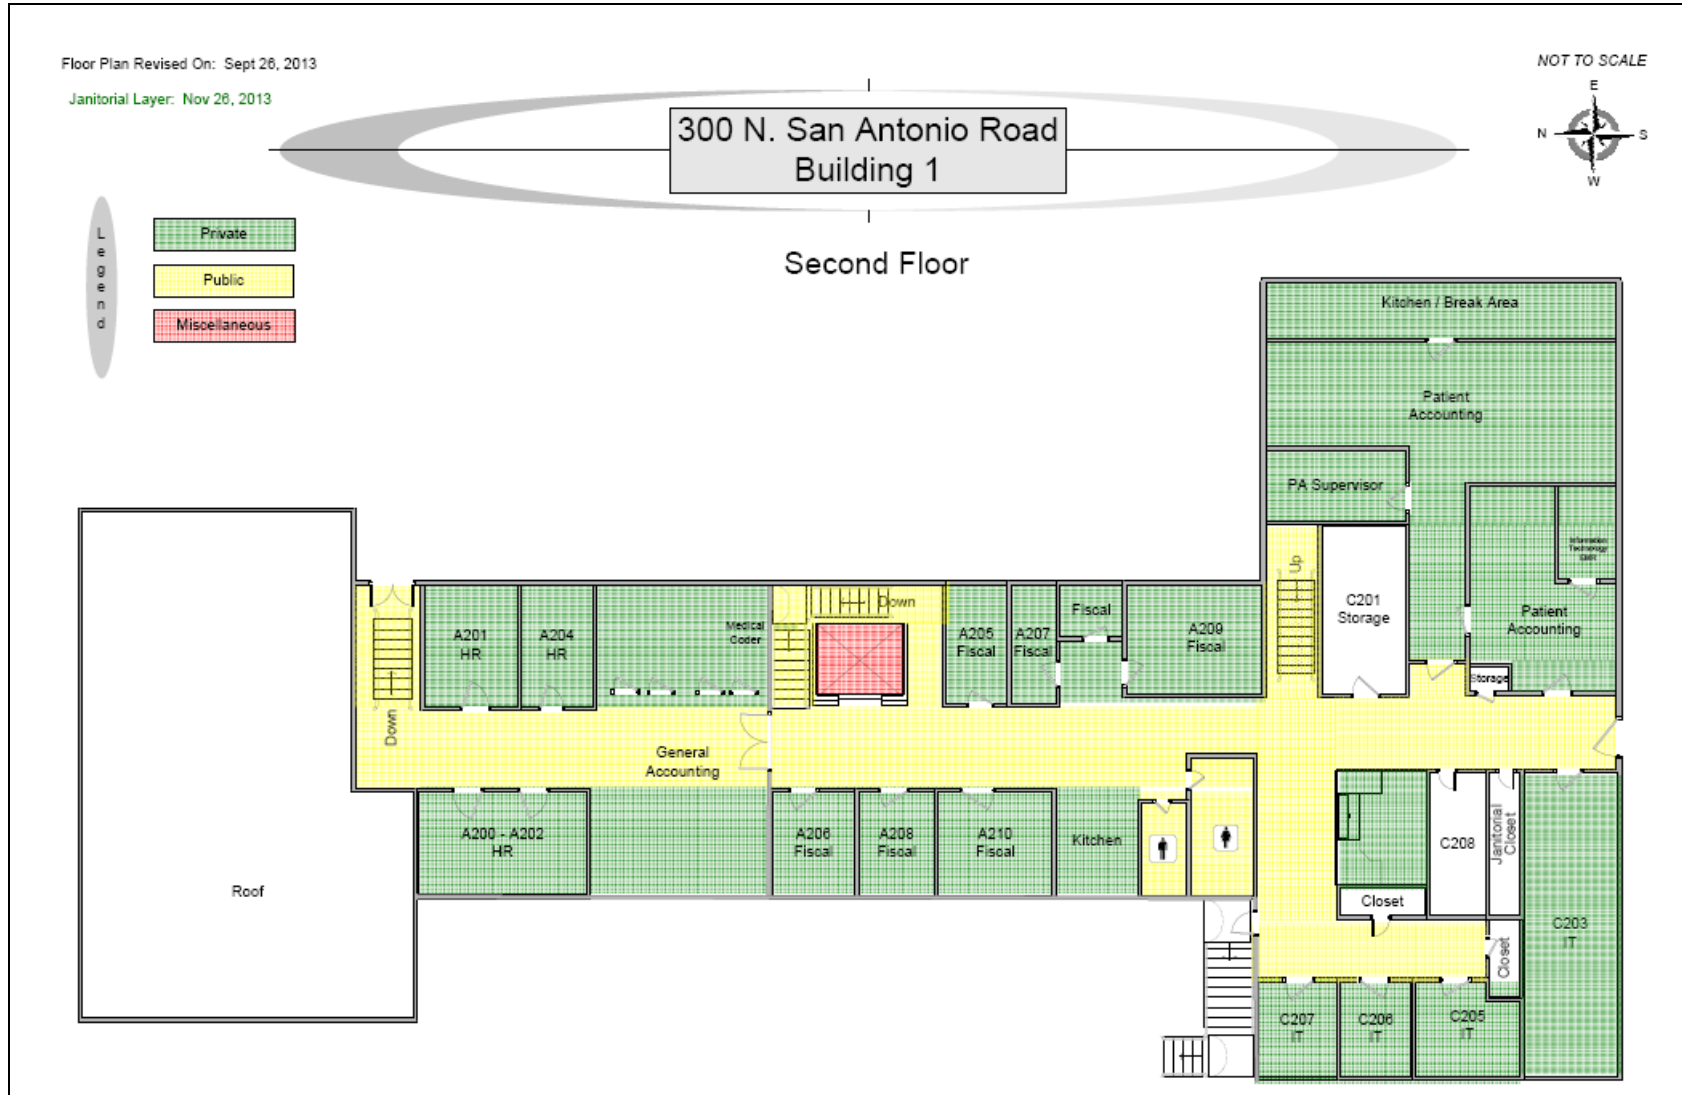 Floor Plan Revised On: Sept 26, 2013
Janitorial Layer: Nov 26, 2013
NOT TO SCALE
E
N
S
W
300 N. San Antonio Road
Building 1
Second Floor
Legend
Private
Public
Miscellaneous
Kitchen / Break Area
Patient
Accounting
PA Supervisor
Information
Technology
EMR
Up
C201
Storage
Patient
Accounting
Storage
A201
HR
A204
HR
Medical
Coder
Down
A205
Fiscal
A207
Fiscal
Fiscal
A209
Fiscal
Down
General
Accounting
A200 - A202
HR
A206
Fiscal
A208
Fiscal
A210
Fiscal
Kitchen
C208
Janitorial
Closet
Closet
Roof
C203
IT
Closet
C207
IT
C206
IT
C205
IT